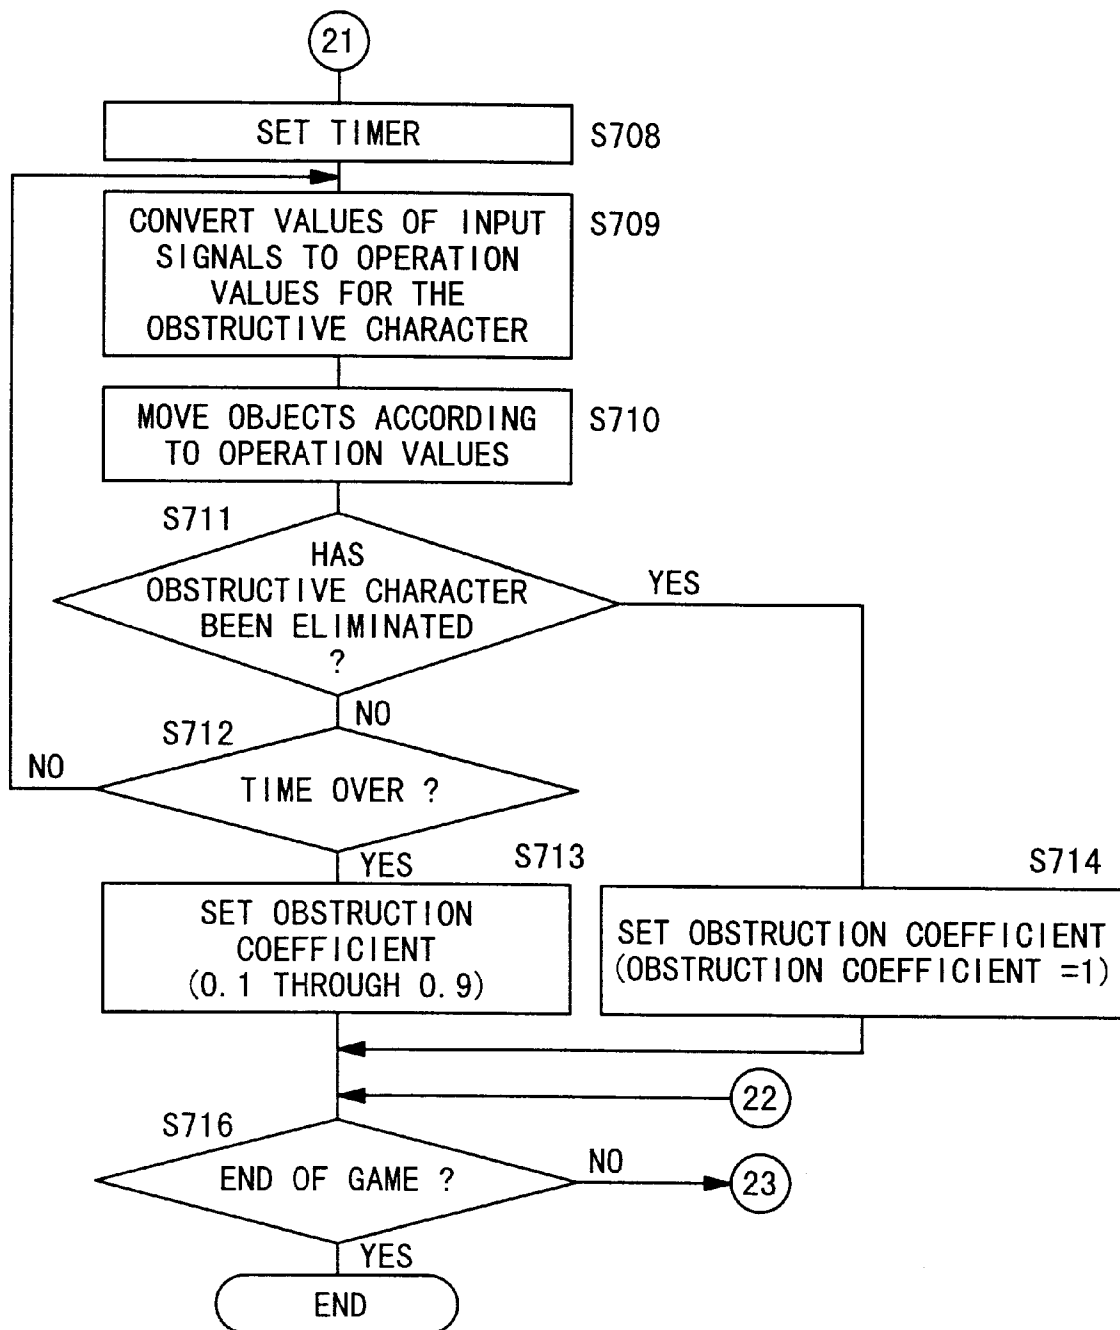 21
SET TIMER
S708
CONVERT VALUES OF INPUT
SIGNALS TO OPERATION
VALUES FOR THE
OBSTRUCTIVE CHARACTER
S709
MOVE OBJECTS ACCORDING
TO OPERATION VALUES
S710
S711
HAS
OBSTRUCTIVE CHARACTER
BEEN ELIMINATED
?
YES
NO
S712
NO
TIME OVER ?
YES
S713
SET OBSTRUCTION
COEFFICIENT
(0.1 THROUGH 0.9)
S714
SET OBSTRUCTION COEFFICIENT
(OBSTRUCTION COEFFICIENT =1)
22
S716
END OF GAME ?
NO
23
YES
END